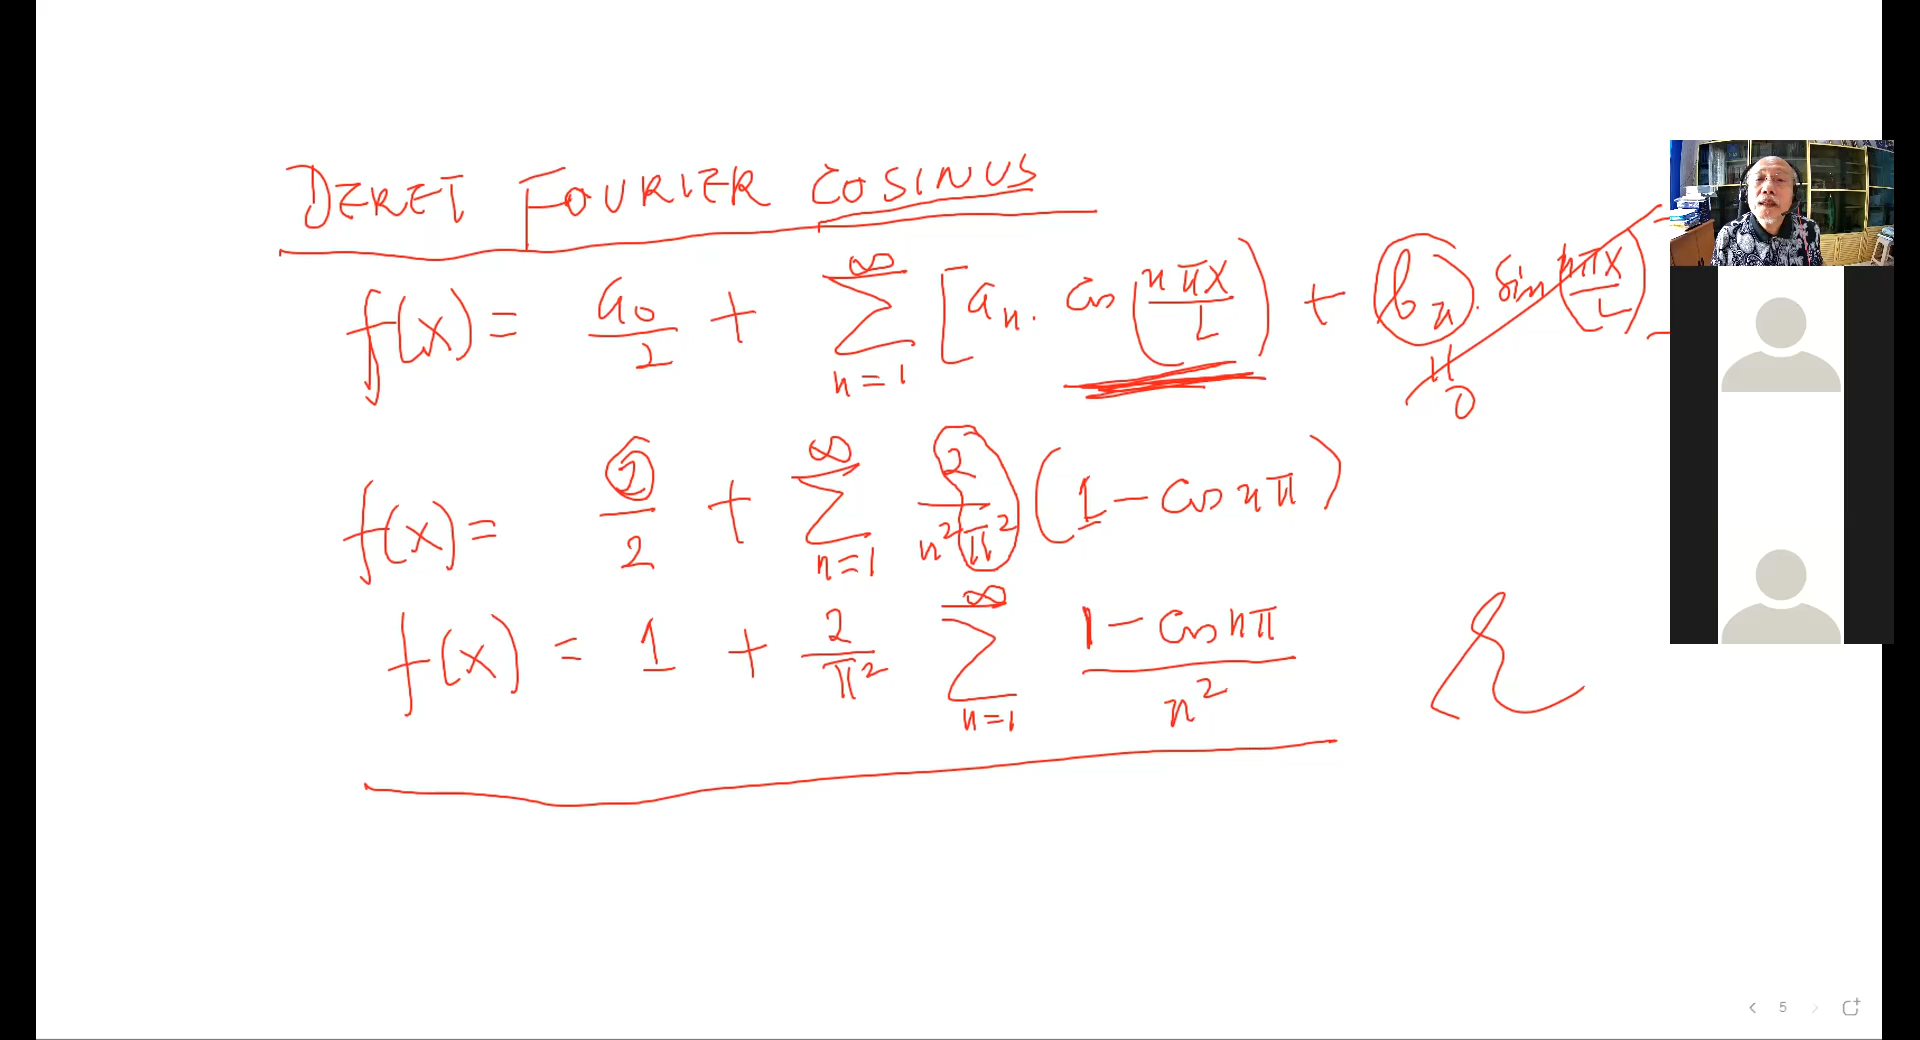 DERET FOURIER COSINUS
f(x) = a₀/2 + ∑ₙ₌₁^∞ [aₙ. cos (nπx/L) + bₙ. sin (nπx/L)
= 0
f(x) = 2/2 + ∑ₙ₌₁^∞ 2/n²π² (1 - cos nπ)
f(x) = 1 + 2/π² ∑ₙ₌₁^∞ 1 - cos nπ/n²
5